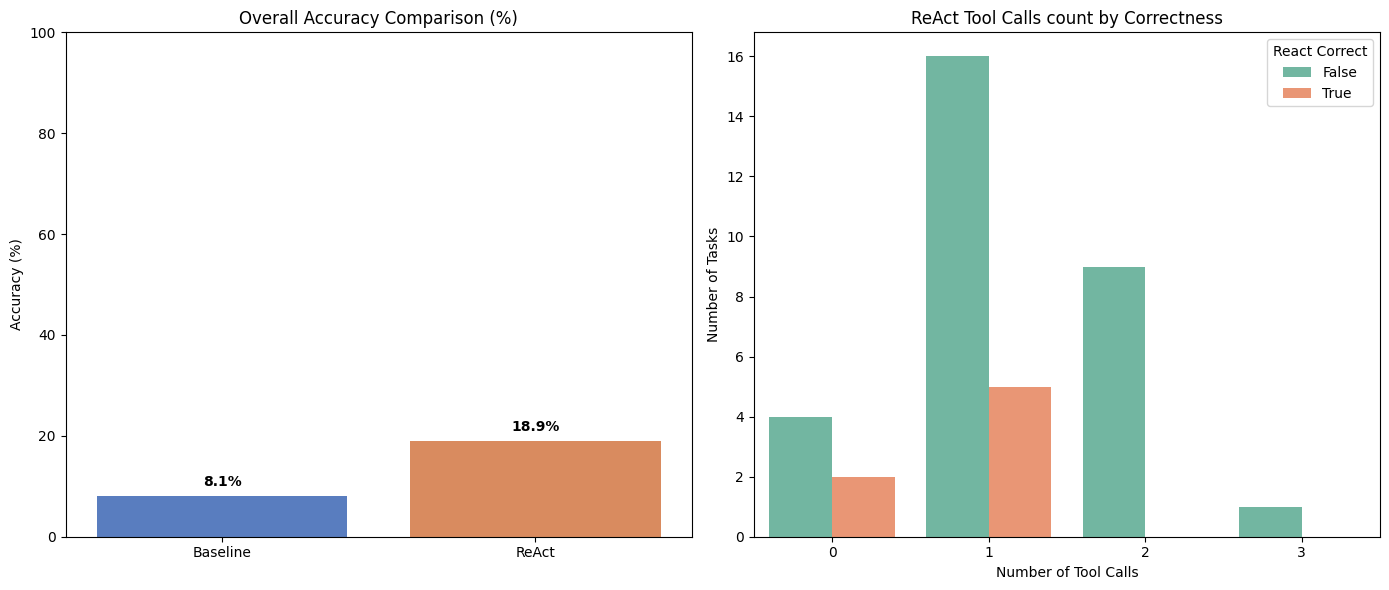 Overall Accuracy Comparison (%)
Accuracy (%)
100
80
60
40
20
0
8.1%
18.9%
Baseline
ReAct
ReAct Tool Calls count by Correctness
Number of Tasks
16
14
12
10
8
6
4
2
0
React Correct
False
True
0
1
2
3
Number of Tool Calls